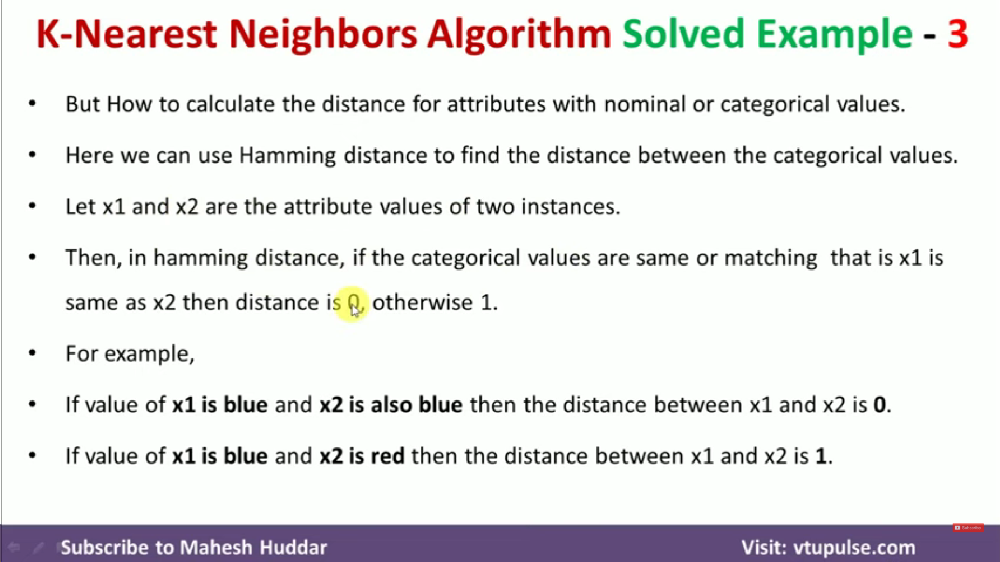 K-Nearest Neighbors Algorithm Solved Example - 3
• But How to calculate the distance for attributes with nominal or categorical values.
• Here we can use Hamming distance to find the distance between the categorical values.
• Let x1 and x2 are the attribute values of two instances.
• Then, in hamming distance, if the categorical values are same or matching that is x1 is
same as x2 then distance is 0, otherwise 1.
• For example,
• If value of x1 is blue and x2 is also blue then the distance between x1 and x2 is 0.
• If value of x1 is blue and x2 is red then the distance between x1 and x2 is 1.
Subscribe
Subscribe to Mahesh Huddar
Visit: vtupulse.com